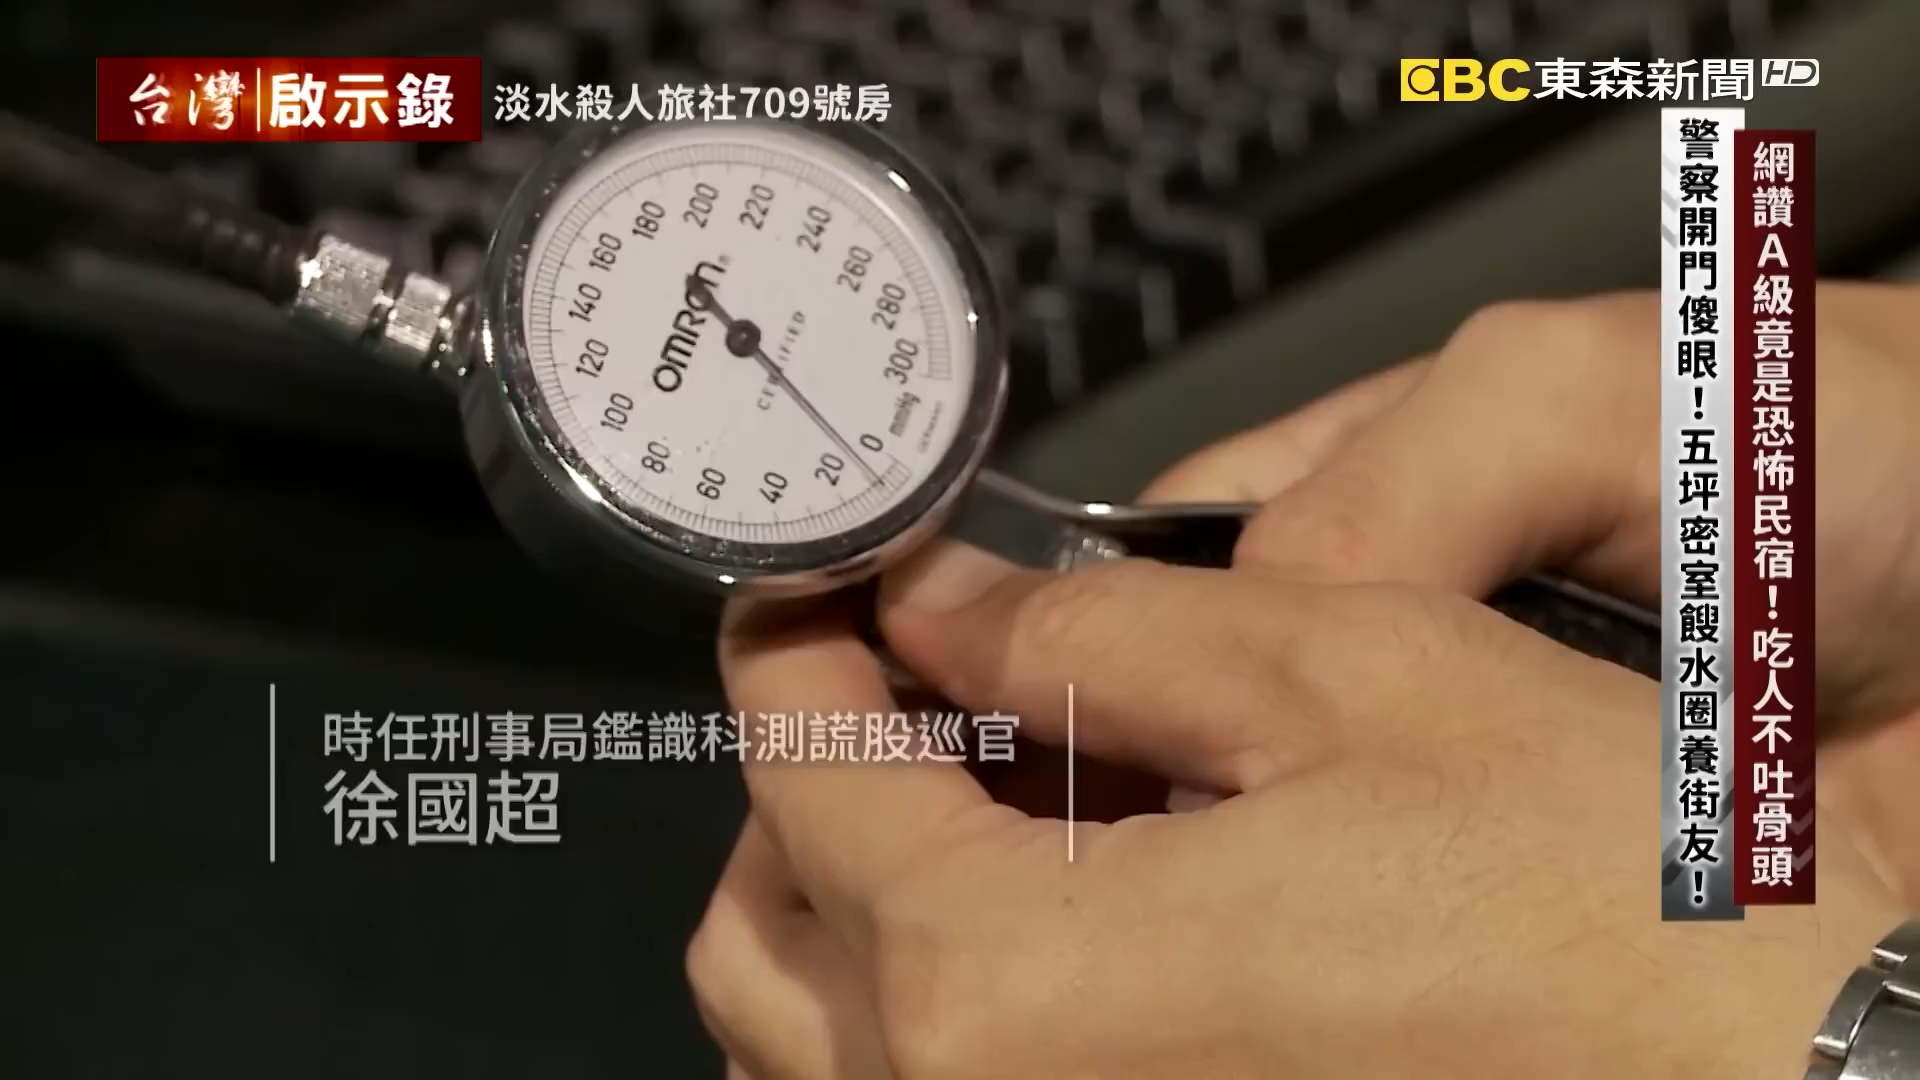 台灣啟示錄
淡水殺人旅社709號房
EBC東森新聞HD
網讚A級竟是恐怖民宿！吃人不吐骨頭
警察開門傻眼！五坪密室餿水圈養街友！
200
220
180
240
160
260
140
280
120
300
100
80
60
40
20
0
mmHg
OMRON®
CERTIFIED
時任刑事局鑑識科測謊股巡官
徐國超